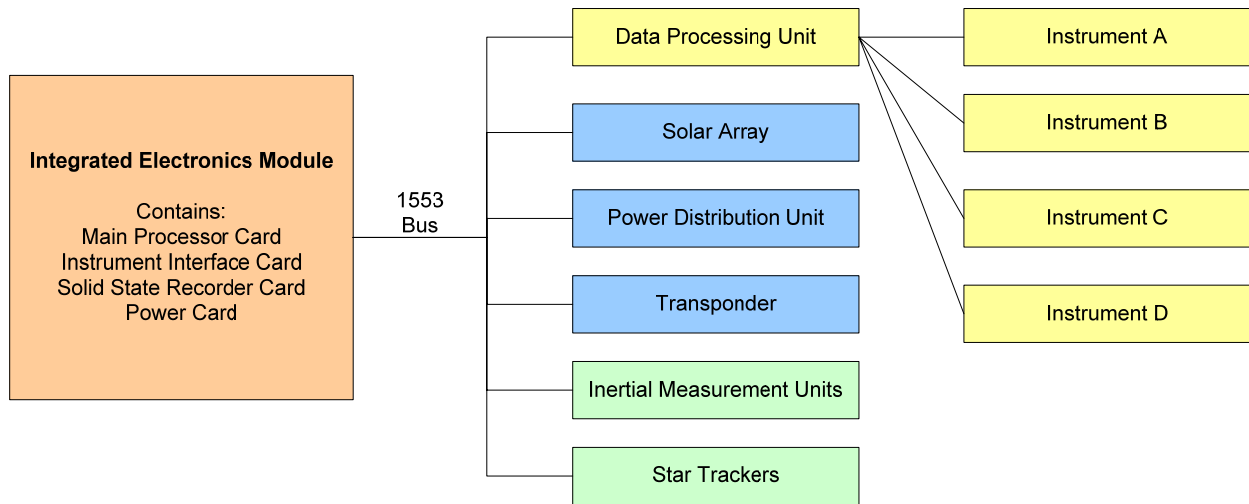 Integrated Electronics Module
Contains:
Main Processor Card
Instrument Interface Card
Solid State Recorder Card
Power Card
1553
Bus
Data Processing Unit
Solar Array
Power Distribution Unit
Transponder
Inertial Measurement Units
Star Trackers
Instrument A
Instrument B
Instrument C
Instrument D